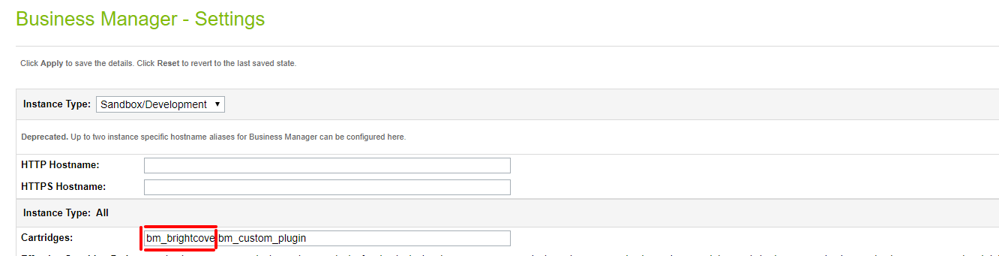 Business Manager - Settings
Click Apply to save the details. Click Reset to revert to the last saved state.
Instance Type: Sandbox/Development
Deprecated. Up to two instance specific hostname aliases for Business Manager can be configured here.
HTTP Hostname:
HTTPS Hostname:
Instance Type: All
Cartridges: bm_brightcove bm_custom_plugin